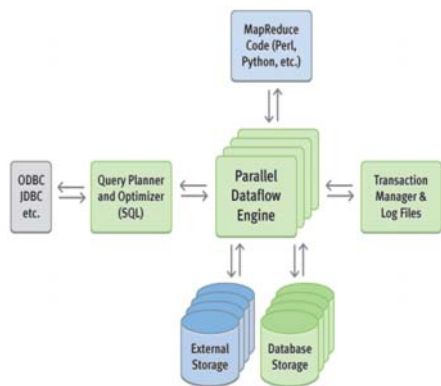 MapReduce
Code (Perl,
Python, etc.)
ODBC
JDBC
etc.
Query Planner
and Optimizer
(SQL)
Parallel
Dataflow
Engine
Transaction
Manager &
Log Files
External
Storage
Database
Storage